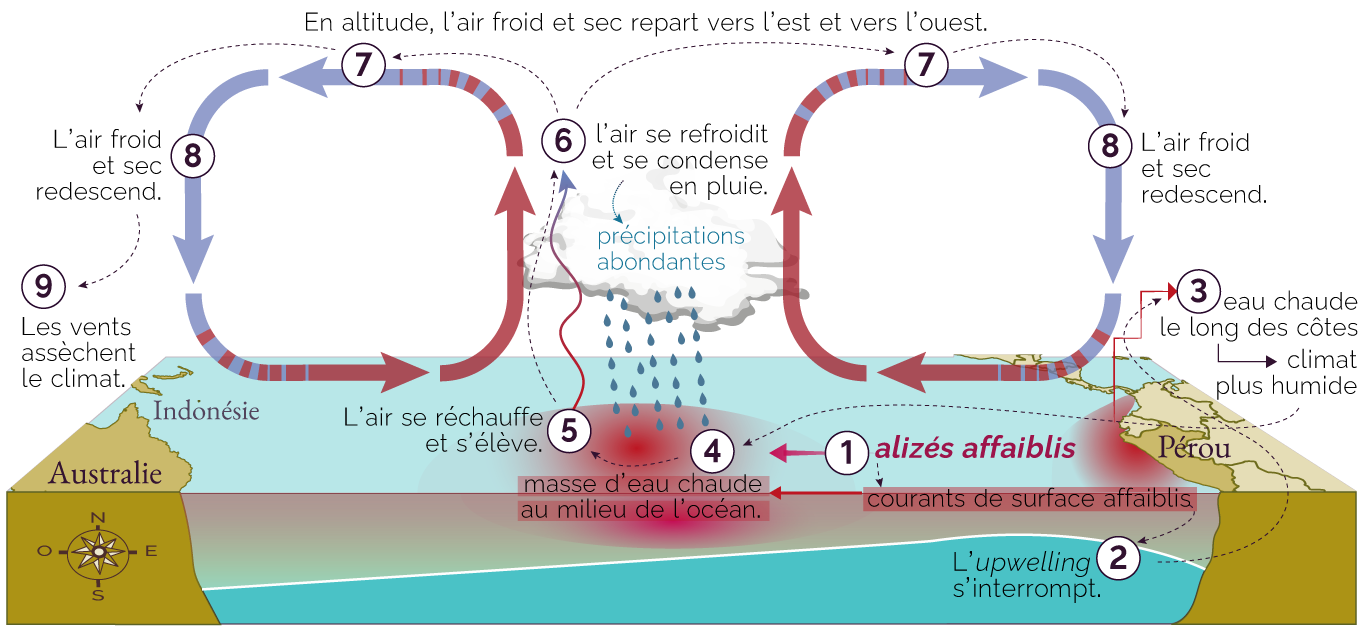 En altitude, l'air froid et sec repart vers l'est et vers l'ouest.
7
7
6
l'air se refroidit
et se condense
en pluie.
précipitations
abondantes
L'air froid
et sec
redescend.
8
8
L'air froid
et sec
redescend.
9
Les vents
assèchent
le climat.
3
eau chaude
le long des côtes
climat
plus humide
Indonésie
Australie
L'air se réchauffe
et s'élève.
5
4
masse d'eau chaude
au milieu de l'océan.
1
alizés affaiblis
courants de surface affaiblis
Pérou
2
L'upwelling
s'interrompt.
N
O
E
S